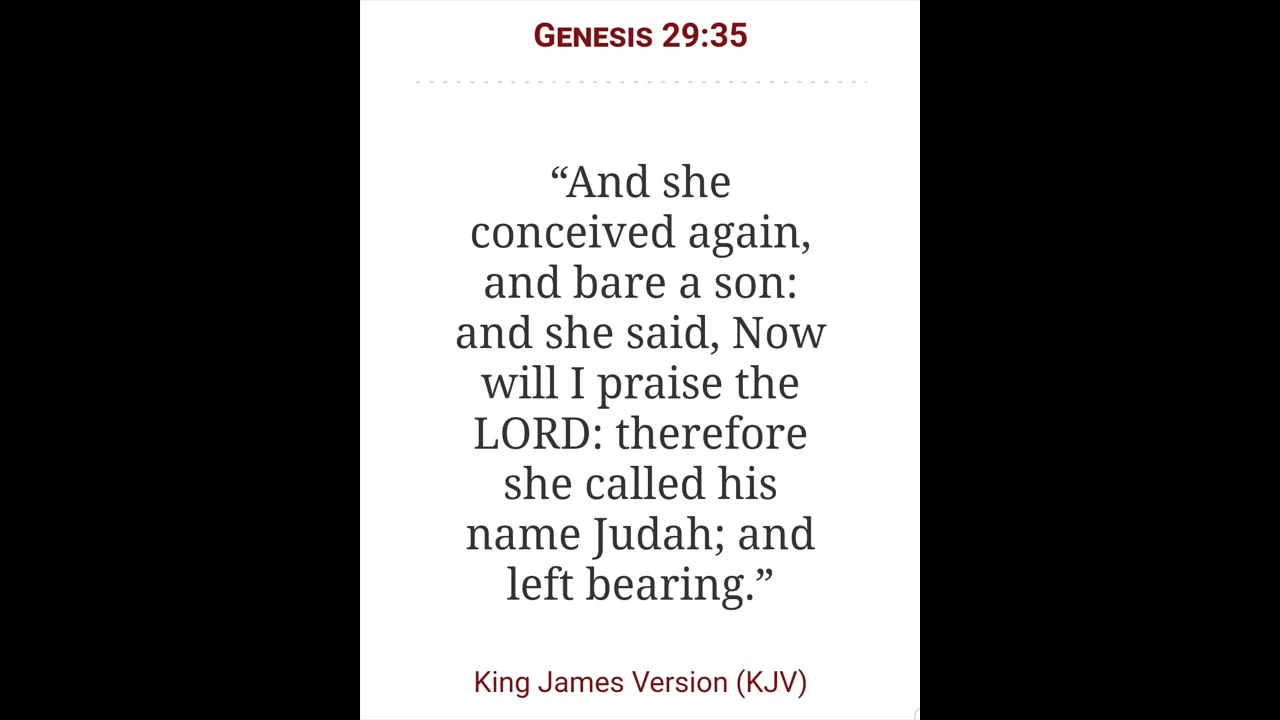 GENESIS 29:35
“And she
conceived again,
and bare a son:
and she said, Now
will I praise the
LORD: therefore
she called his
name Judah; and
left bearing.”
King James Version (KJV)